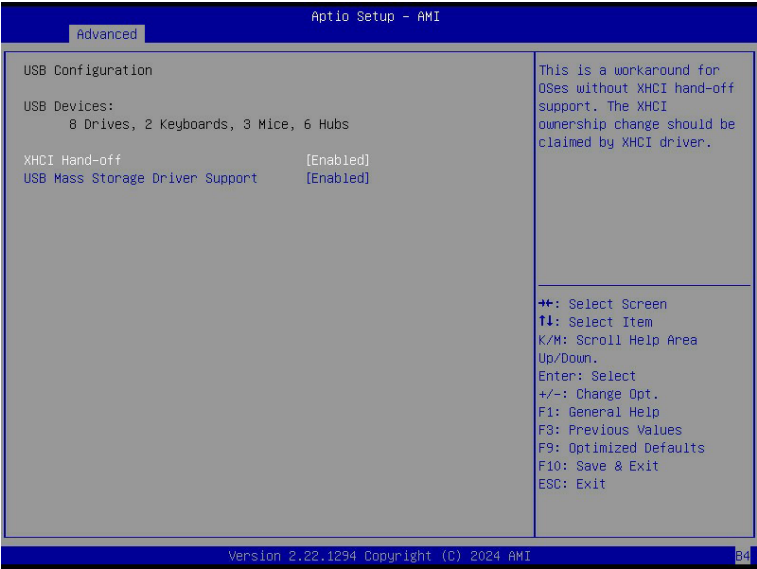 Aptio Setup – AMI
Advanced
USB Configuration
USB Devices:
8 Drives, 2 Keyboards, 3 Mice, 6 Hubs
XHCI Hand-off [Enabled]
USB Mass Storage Driver Support [Enabled]
This is a workaround for
OSes without XHCI hand-off
support. The XHCI
ownership change should be
claimed by XHCI driver.
→←: Select Screen
↑↓: Select Item
K/M: Scroll Help Area
Up/Down.
Enter: Select
+/-: Change Opt.
F1: General Help
F3: Previous Values
F9: Optimized Defaults
F10: Save & Exit
ESC: Exit
Version 2.22.1294 Copyright (C) 2024 AMI
B4